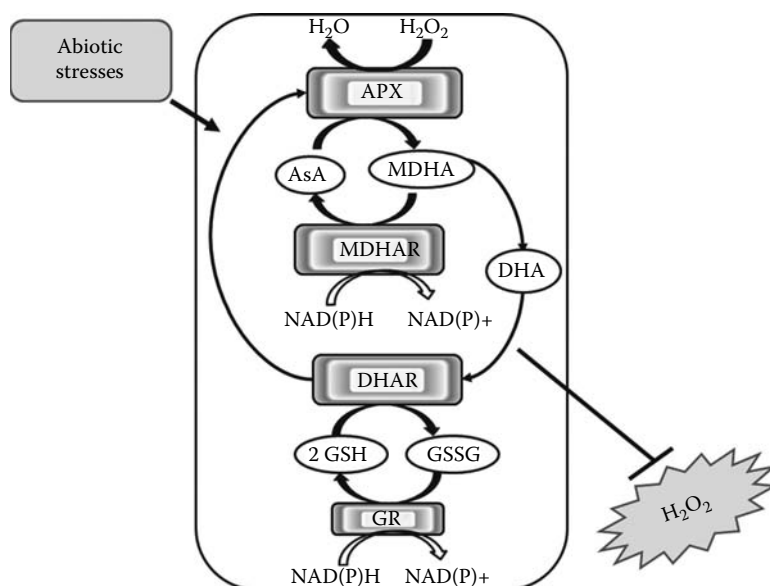 Abiotic
stresses
H₂O H₂O₂
APX
AsA MDHA
MDHAR
DHA
NAD(P)H NAD(P)+
DHAR
2 GSH GSSG
GR
NAD(P)H NAD(P)+
H₂O₂